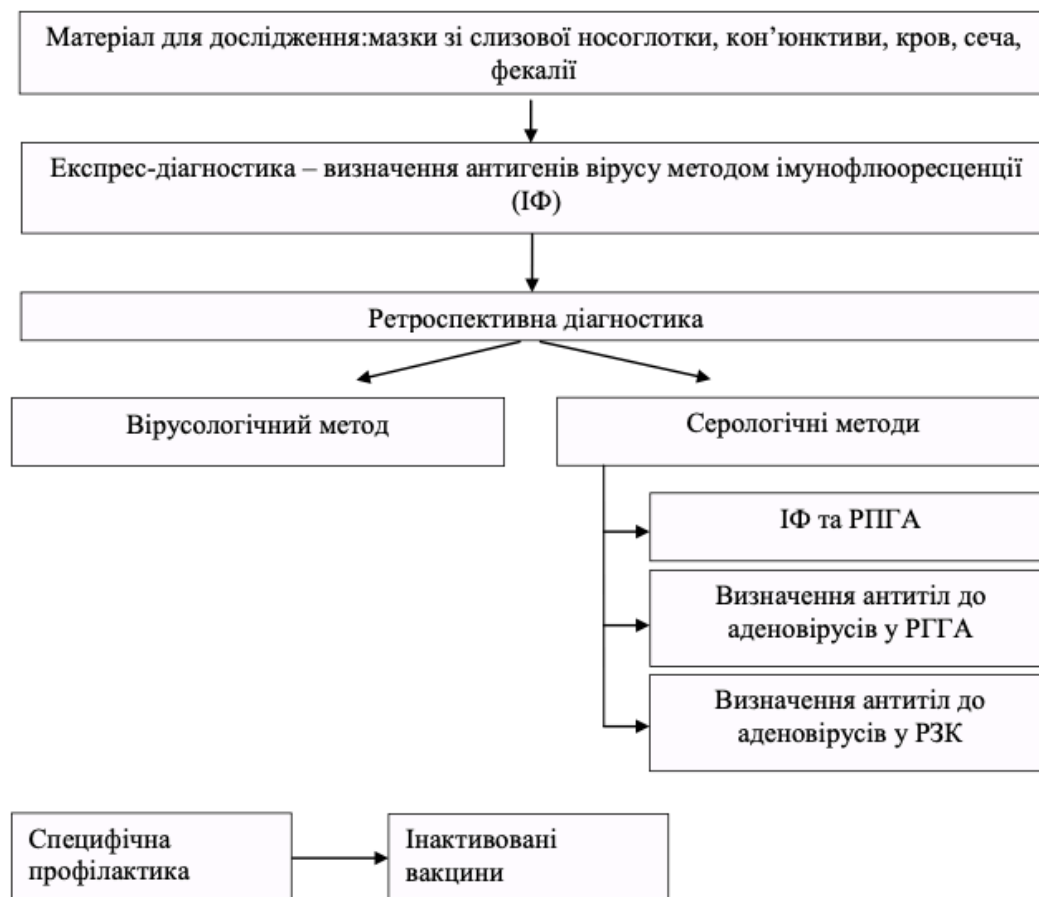 Матеріал для дослідження:мазки зі слизової носоглотки, кон’юнктиви, кров, сеча,
фекалії
Експрес-діагностика – визначення антигенів вірусу методом імунофлюоресценції
(ІФ)
Ретроспективна діагностика
Вірусологічний метод
Серологічні методи
ІФ та РПГА
Визначення антитіл до
аденовірусів у РГГА
Визначення антитіл до
аденовірусів у РЗК
Специфічна
профілактика
Інактивовані
вакцини